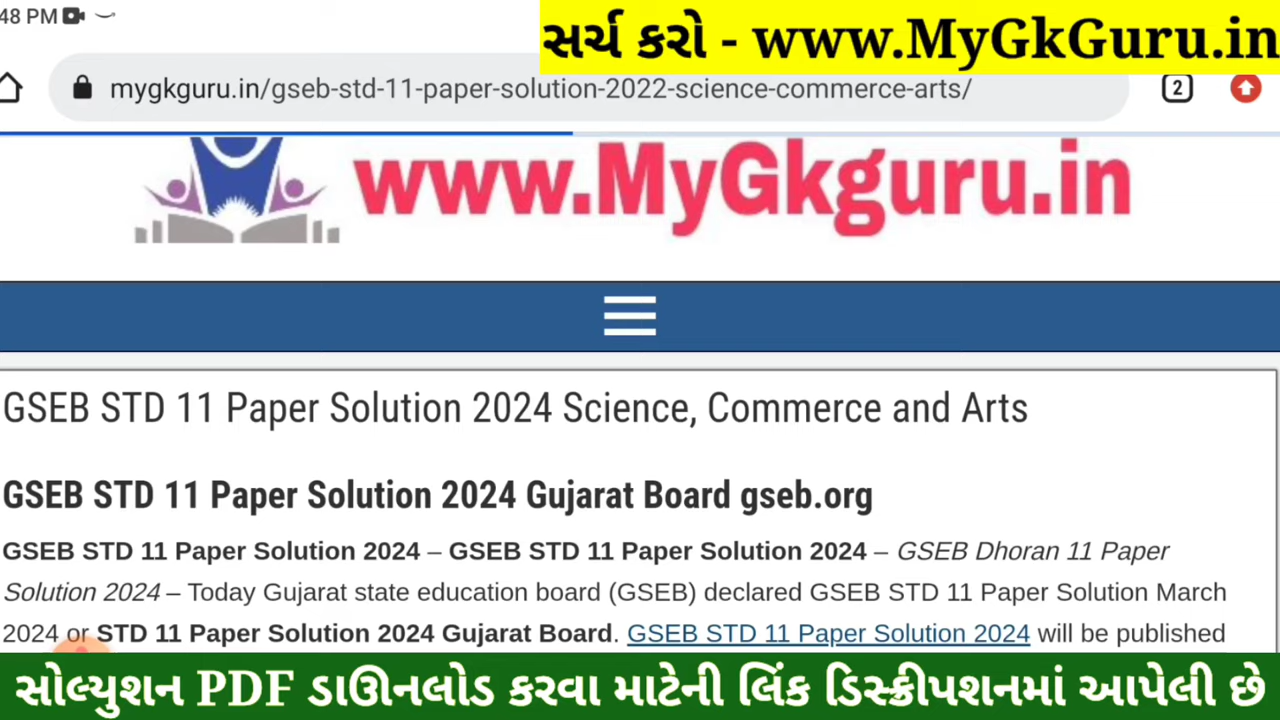 48 PM
સર્ચ કરો - www.MyGkGuru.in
mygkguru.in/gseb-std-11-paper-solution-2022-science-commerce-arts/
2
www.MyGkguru.in
GSEB STD 11 Paper Solution 2024 Science, Commerce and Arts
GSEB STD 11 Paper Solution 2024 Gujarat Board gseb.org
GSEB STD 11 Paper Solution 2024 – GSEB STD 11 Paper Solution 2024 – GSEB Dhoran 11 Paper
Solution 2024 – Today Gujarat state education board (GSEB) declared GSEB STD 11 Paper Solution March
2024 or STD 11 Paper Solution 2024 Gujarat Board. GSEB STD 11 Paper Solution 2024 will be published
સોલ્યુશન PDF ડાઊનલોડ કરવા માટેની લિંક ડિસ્ક્રીપશનમાં આપેલી છે